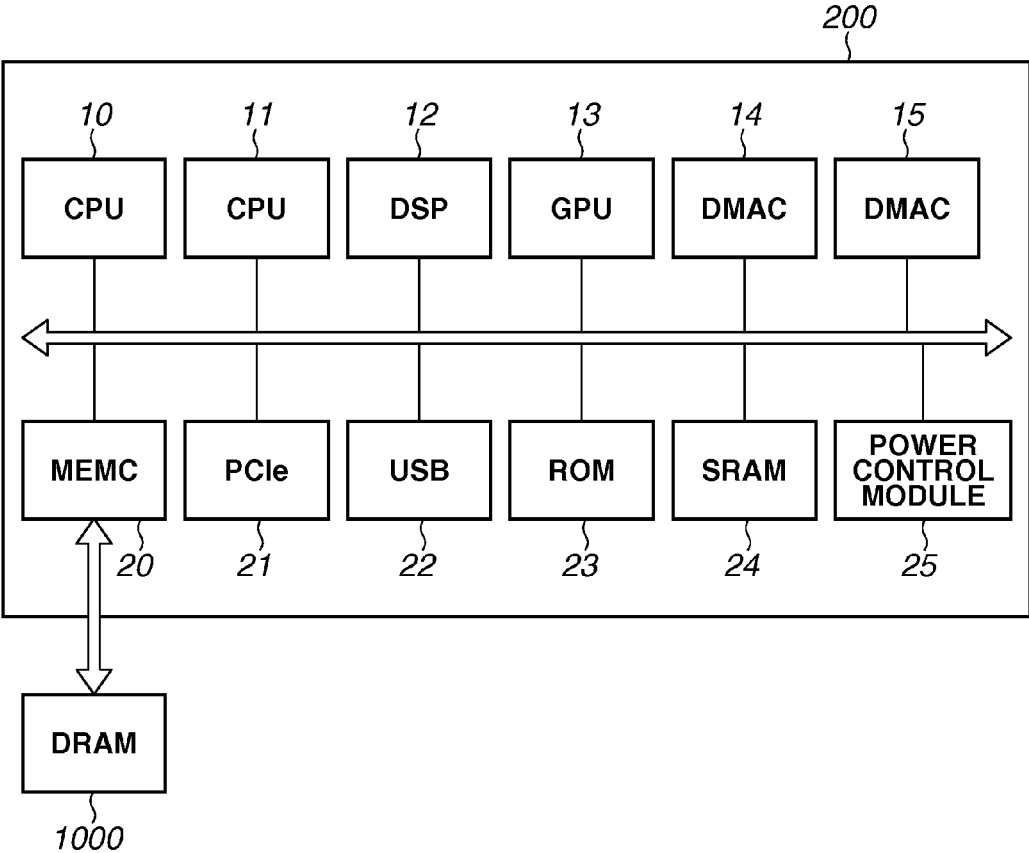 200
10 11 12 13 14 15
CPU CPU DSP GPU DMAC DMAC
MEMC PCIe USB ROM SRAM POWER
CONTROL
MODULE
20 21 22 23 24 25
DRAM
1000